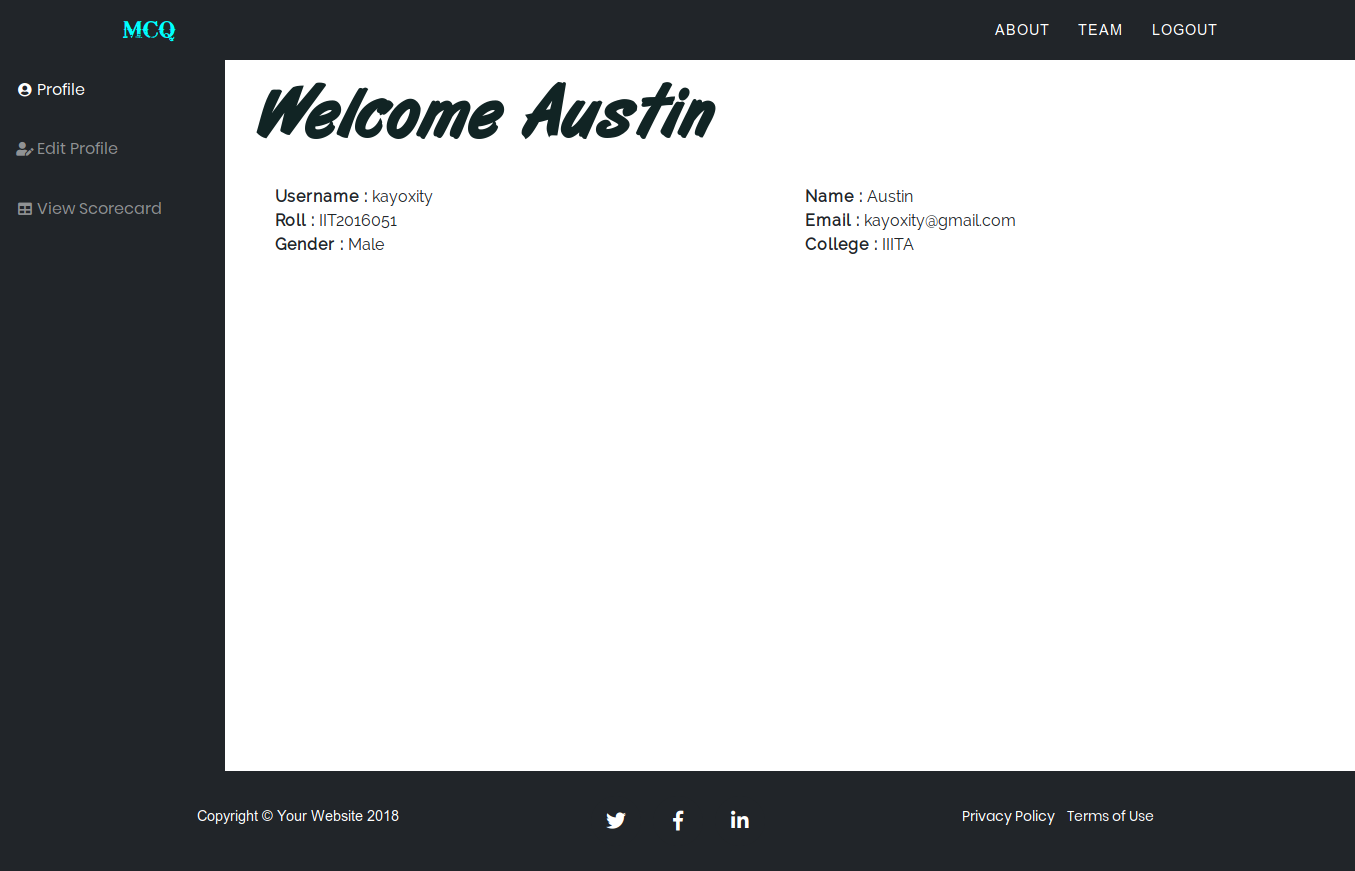 MCQ
ABOUT TEAM LOGOUT
Profile
Edit Profile
View Scorecard
Welcome Austin
Username : kayoxity
Roll : IIT2016051
Gender : Male
Name : Austin
Email : kayoxity@gmail.com
College : IIITA
Copyright © Your Website 2018
Privacy Policy Terms of Use